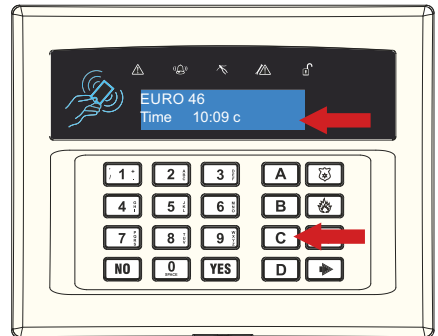 EURO 46
Time 10:09 c
1 2 3 A
4 5 6 B
7 8 9 C
NO 0 YES D
SPACE